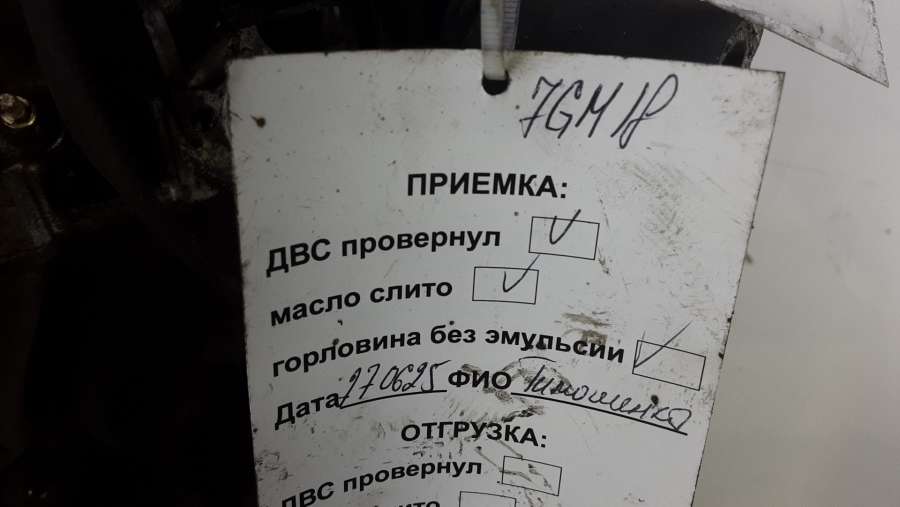 7GM18
ПРИЕМКА:
ДВС провернул
масло слито
горловина без эмульсии
Дата 270625 ФИО Тимошенко
ОТГРУЗКА:
ДВС провернул